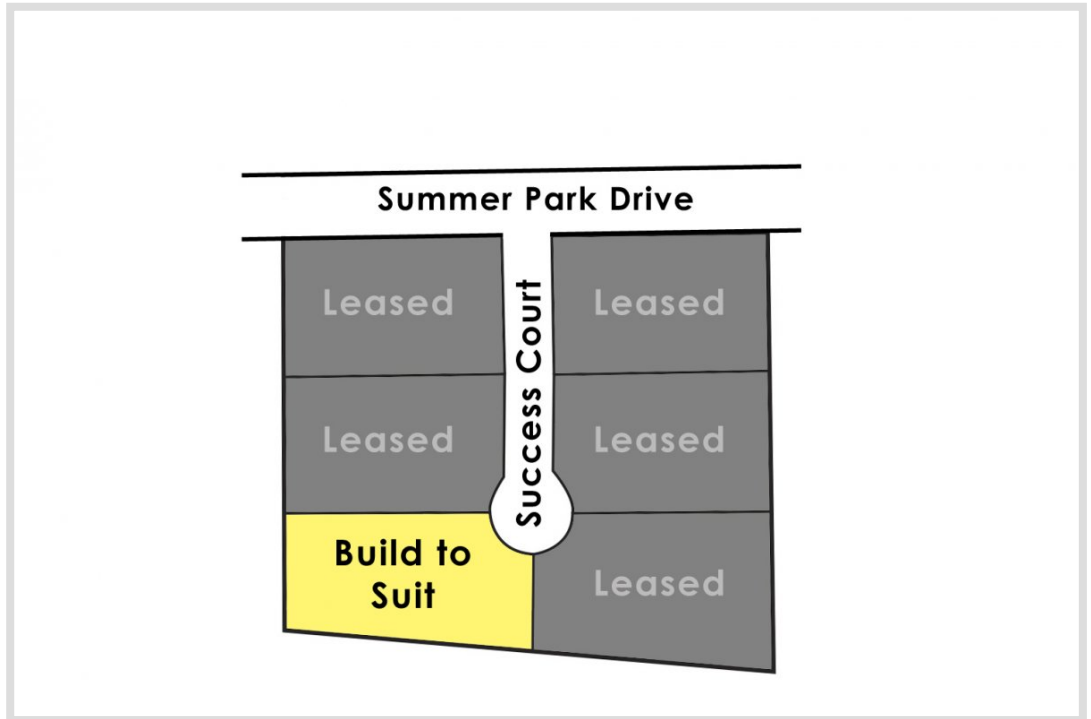 Summer Park Drive
Leased
Success Court
Leased
Leased
Leased
Build to
Suit
Leased